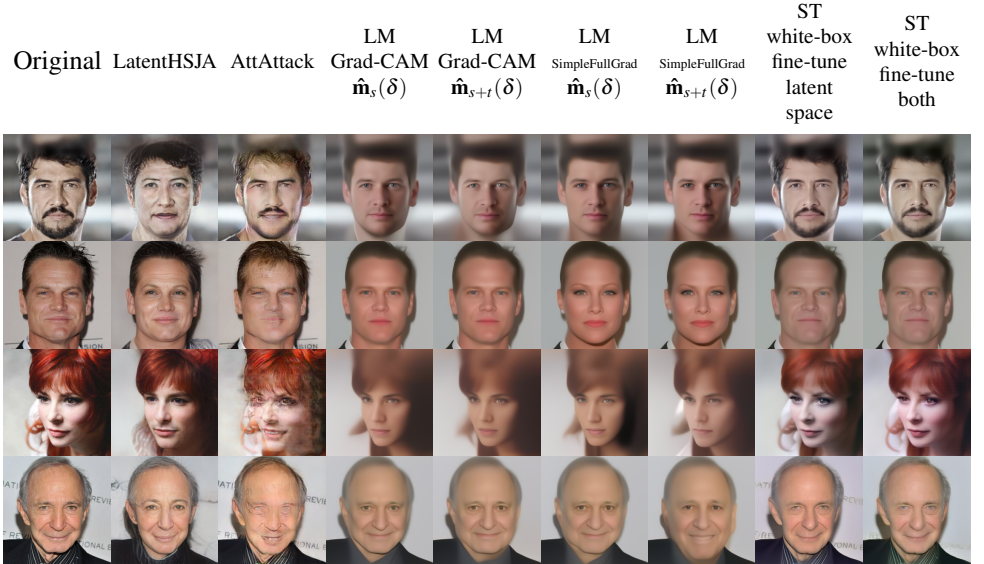 Original
LatentHSJA
AttAttack
LM
Grad-CAM
m̂ₛ(δ)
LM
Grad-CAM
m̂ₛ₊ₜ(δ)
LM
SimpleFullGrad
m̂ₛ(δ)
LM
SimpleFullGrad
m̂ₛ₊ₜ(δ)
ST
white-box
fine-tune
latent
space
ST
white-box
fine-tune
both